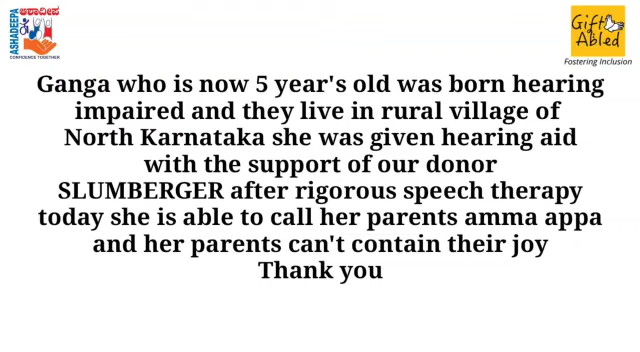 ASHADEEPA
ಆಶಾದೀಪ
CONFIDENCE TOGETHER
Gift
Abled
Fostering Inclusion
Ganga who is now 5 year's old was born hearing
impaired and they live in rural village of
North Karnataka she was given hearing aid
with the support of our donor
SLUMBERGER after rigorous speech therapy
today she is able to call her parents amma appa
and her parents can't contain their joy
Thank you